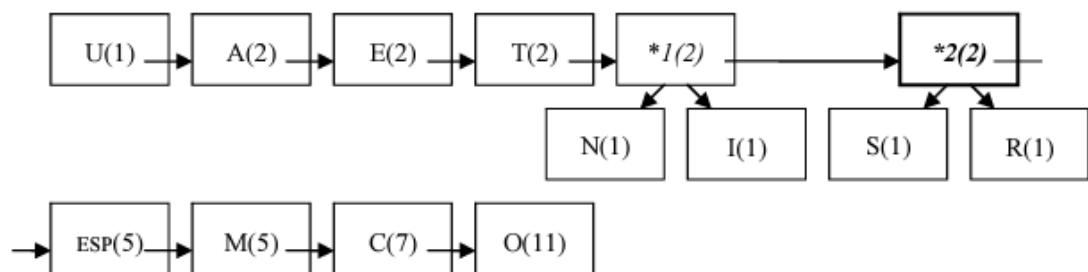 U(1) A(2) E(2) T(2) *1(2) *2(2)
N(1) I(1) S(1) R(1)
ESP(5) M(5) C(7) O(11)